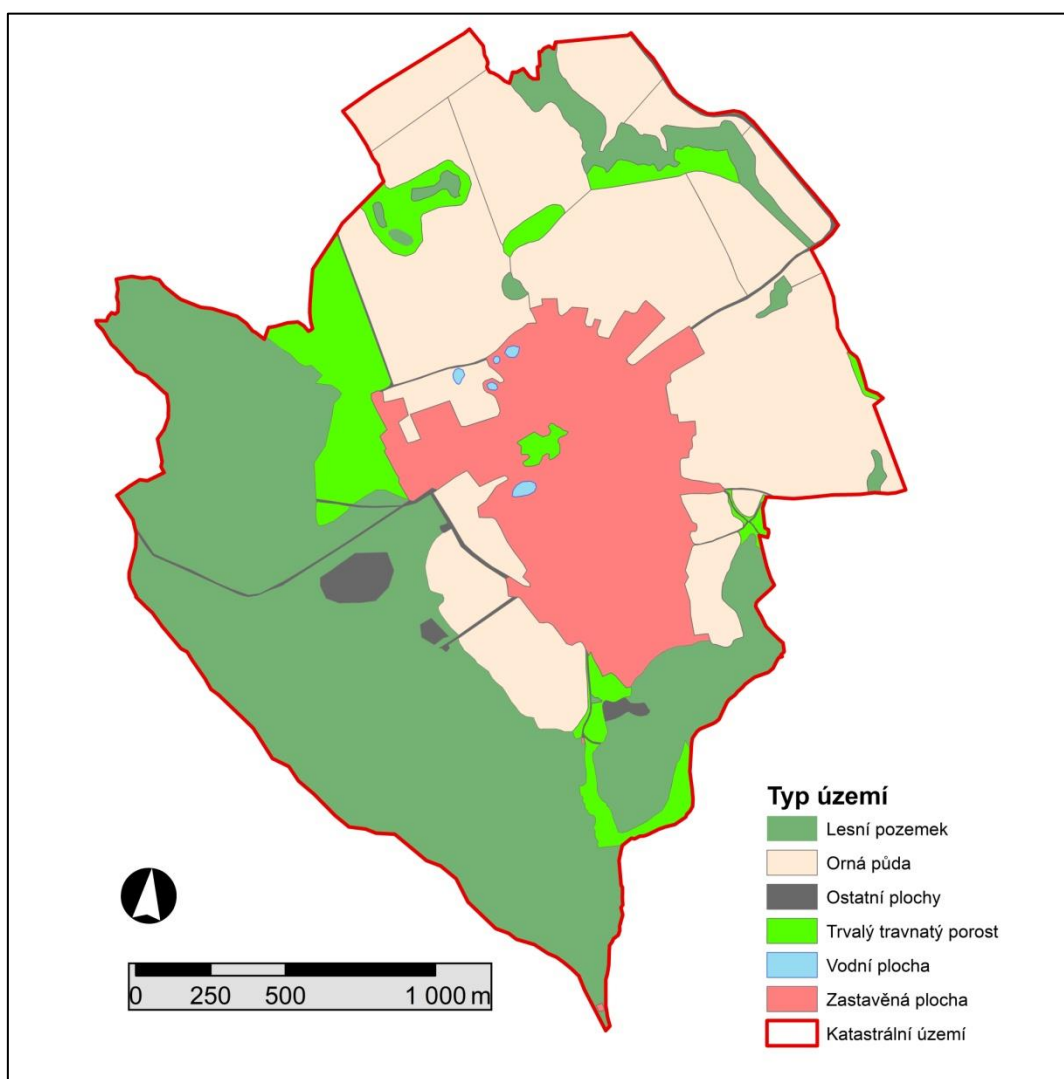 Typ území
Lesní pozemek
Orná půda
Ostatní plochy
Trvalý travnatý porost
Vodní plocha
Zastavěná plocha
Katastrální území
0 250 500 1 000 m